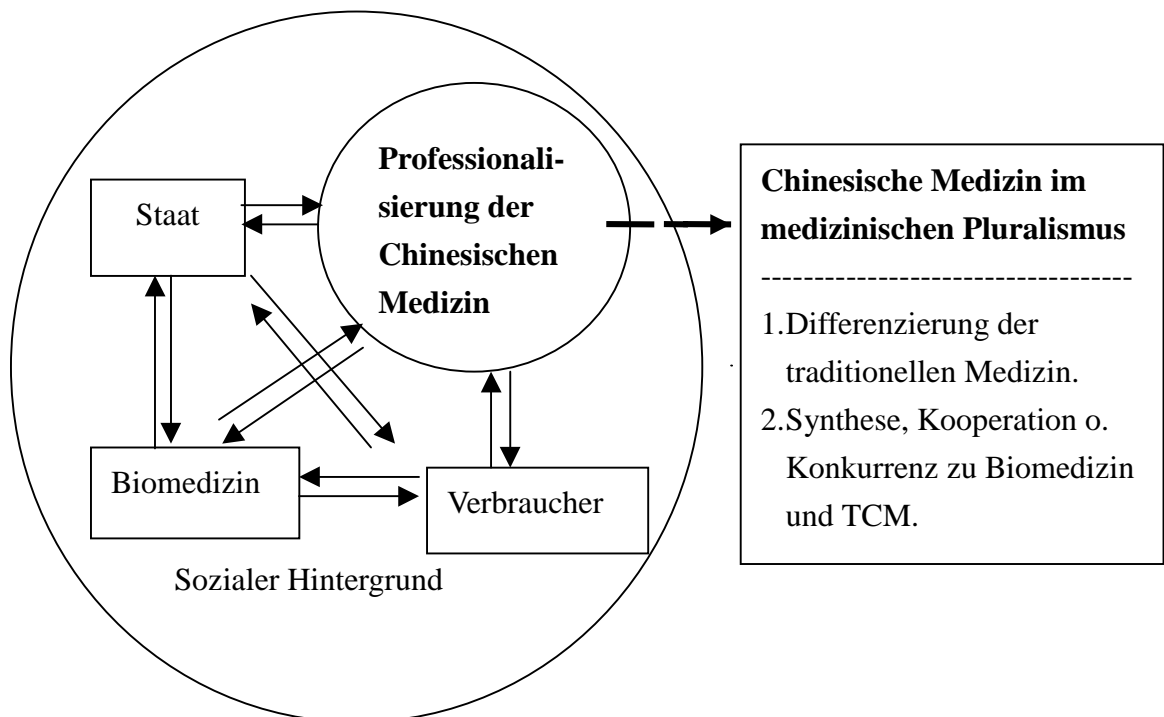 Professionali-
sierung der
Chinesischen
Medizin
Staat
Biomedizin
Verbraucher
Sozialer Hintergrund
Chinesische Medizin im
medizinischen Pluralismus
-----------------------------------
1.Differenzierung der
traditionellen Medizin.
2.Synthese, Kooperation o.
Konkurrenz zu Biomedizin
und TCM.